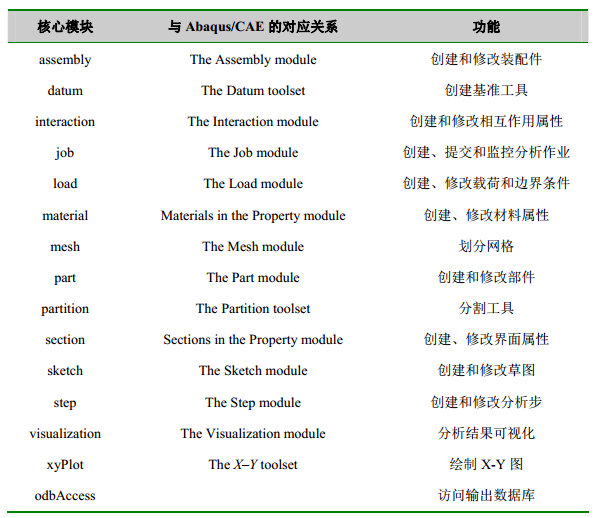 核心模块 与 Abaqus/CAE 的对应关系 功能
assembly The Assembly module 创建和修改装配件
datum The Datum toolset 创建基准工具
interaction The Interaction module 创建和修改相互作用属性
job The Job module 创建、提交和监控分析作业
load The Load module 创建、修改载荷和边界条件
material Materials in the Property module 创建、修改材料属性
mesh The Mesh module 划分网格
part The Part module 创建和修改部件
partition The Partition toolset 分割工具
section Sections in the Property module 创建、修改界面属性
sketch The Sketch module 创建和修改草图
step The Step module 创建和修改分析步
visualization The Visualization module 分析结果可视化
xyPlot The X–Y toolset 绘制 X-Y 图
odbAccess 访问输出数据库